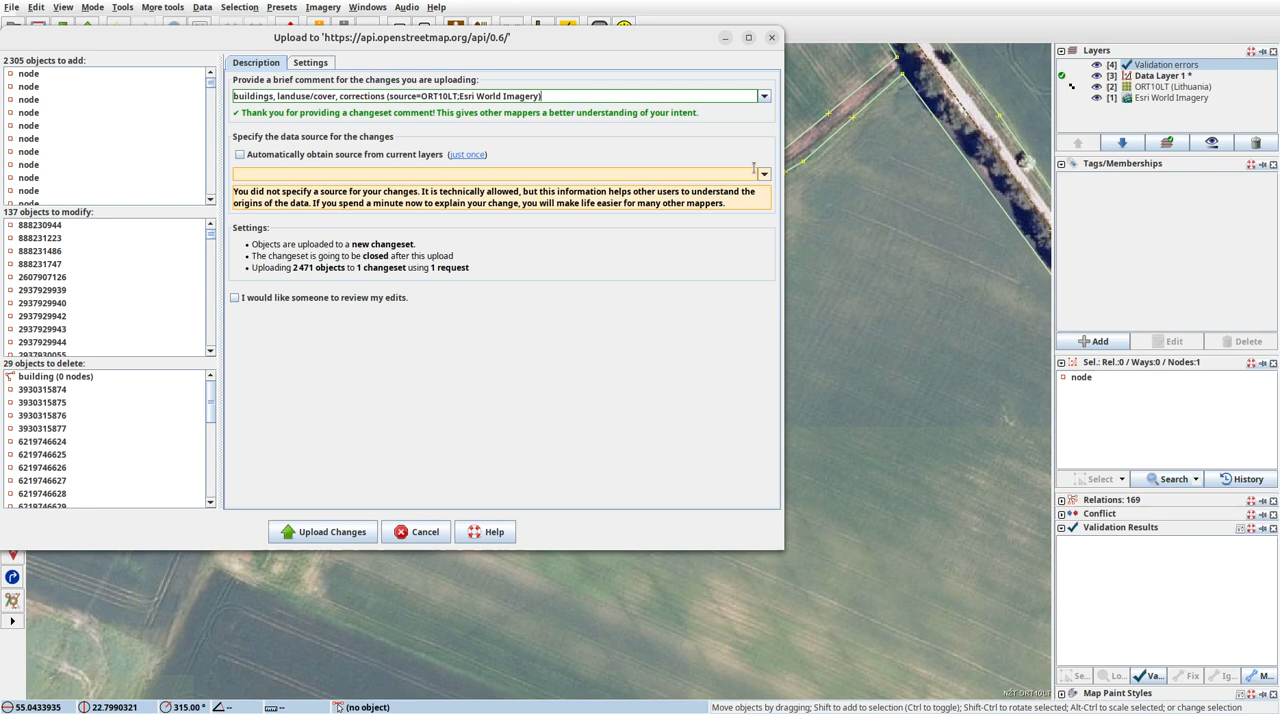 File Edit View Mode Tools More tools Data Selection Presets Imagery Windows Audio Help
Upload to 'https://api.openstreetmap.org/api/0.6/'
2 305 objects to add:
node
node
node
node
node
node
node
node
node
node
node
137 objects to modify:
888230944
888231223
888231486
888231747
2607907126
2937929939
2937929940
2937929942
2937929943
2937929944
2937930055
29 objects to delete:
building (0 nodes)
3930315874
3930315875
3930315876
3930315877
6219746624
6219746625
6219746626
6219746627
6219746628
6219746629
Description Settings
Provide a brief comment for the changes you are uploading:
buildings, landuse/cover, corrections (source=ORT10LT;Esri World Imagery)
✔ Thank you for providing a changeset comment! This gives other mappers a better understanding of your intent.
Specify the data source for the changes
Automatically obtain source from current layers (just once)
You did not specify a source for your changes. It is technically allowed, but this information helps other users to understand the
origins of the data. If you spend a minute now to explain your change, you will make life easier for many other mappers.
Settings:
• Objects are uploaded to a new changeset.
• The changeset is going to be closed after this upload
• Uploading 2 471 objects to 1 changeset using 1 request
I would like someone to review my edits.
Upload Changes Cancel Help
Layers
[4] Validation errors
[3] Data Layer 1 *
[2] ORT10LT (Lithuania)
[1] Esri World Imagery
Tags/Memberships
Add Edit Delete
Sel.: Rel.:0 / Ways:0 / Nodes:1
node
Select Search History
Relations: 169
Conflict
Validation Results
Se... Lo... Va... Fix Ig... M...
Map Paint Styles
NŽT ORT10LT
55.0433935 22.7990321 315.00 ° -- -- (no object) Move objects by dragging; Shift to add to selection (Ctrl to toggle); Shift-Ctrl to rotate selected; Alt-Ctrl to scale selected; or change selection